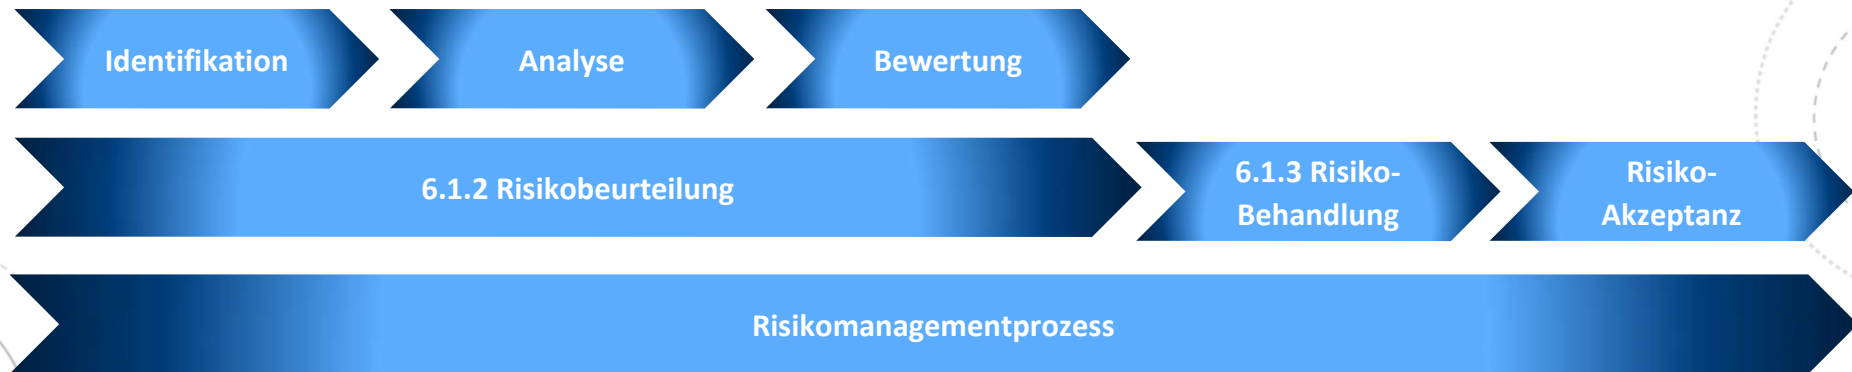 Identifikation
Analyse
Bewertung
6.1.2 Risikobeurteilung
6.1.3 Risiko-
Behandlung
Risiko-
Akzeptanz
Risikomanagementprozess